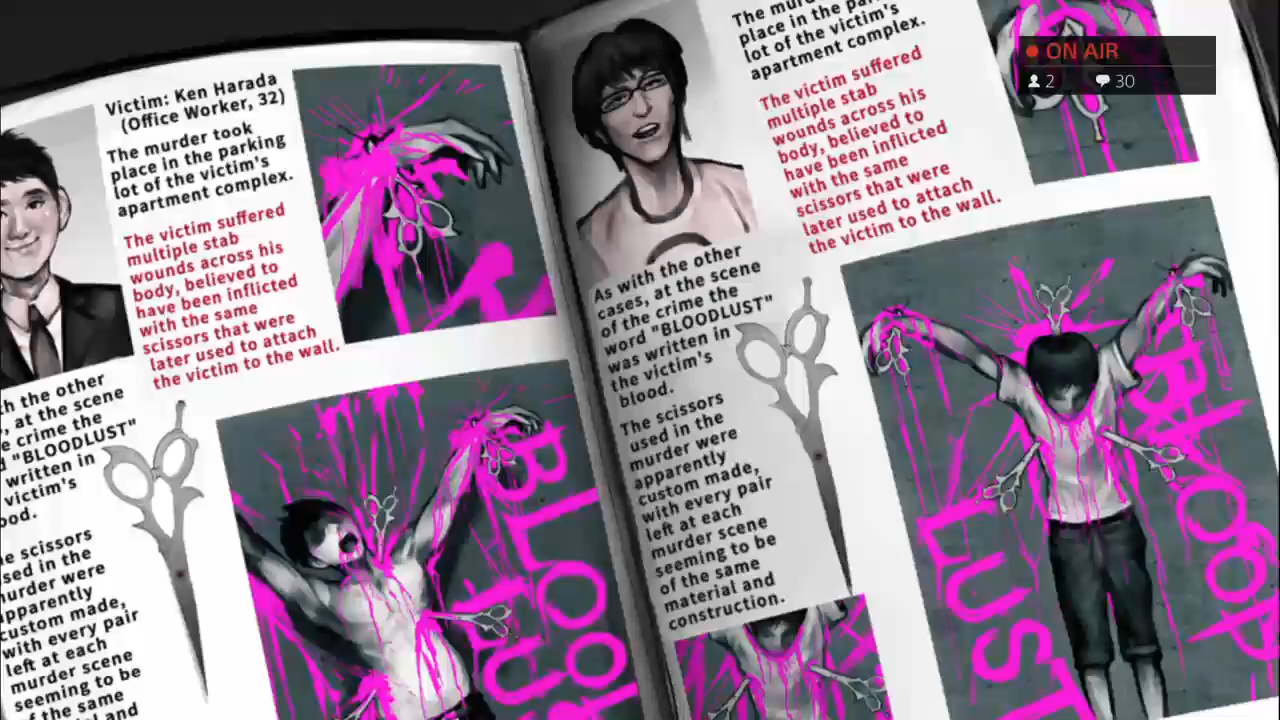 Victim: Ken Harada
(Office Worker, 32)
The murder took
place in the parking
lot of the victim's
apartment complex.
The victim suffered
multiple stab
wounds across his
body, believed to
have been inflicted
with the same
scissors that were
later used to attach
the victim to the wall.
the other
at the scene
crime the
"BLOODLUST"
written in
victim's
scissors
in the
murder were
apparently
custom made,
with every pair
left at each
murder scene
seeming to be
of the same
and
BLOOD
LUST
place in the
lot of the victim's
apartment complex.
The victim suffered
multiple stab
wounds across his
body, believed to
have been inflicted
with the same
scissors that were
later used to attach
the victim to the wall.
As with the other
cases, at the scene
of the crime the
word "BLOODLUST"
was written in
the victim's
blood.
The scissors
used in the
murder were
apparently
custom made,
with every pair
left at each
murder scene
seeming to be
of the same
material and
construction.
BLOOD
LUST
ON AIR
2 30